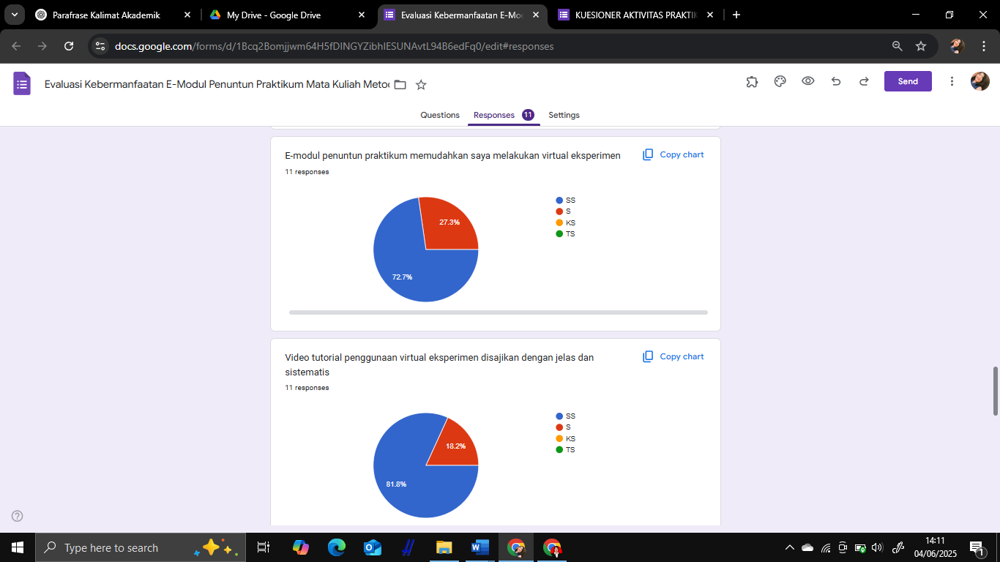 Parafrase Kalimat Akademik
My Drive - Google Drive
Evaluasi Kebermanfaatan E-Mo
KUESIONER AKTIVITAS PRAKTIK
docs.google.com/forms/d/1Bcq2Bomjjwm64H5fDINGYZibhIESUNAvtL94B6edFq0/edit#responses
Evaluasi Kebermanfaatan E-Modul Penuntun Praktikum Mata Kuliah Metod
Send
Questions
Responses 11
Settings
E-modul penuntun praktikum memudahkan saya melakukan virtual eksperimen
Copy chart
11 responses
SS
S
KS
TS
27.3%
72.7%
Video tutorial penggunaan virtual eksperimen disajikan dengan jelas dan
sistematis
Copy chart
11 responses
SS
S
KS
TS
18.2%
81.8%
Type here to search
14:11
04/06/2025
1